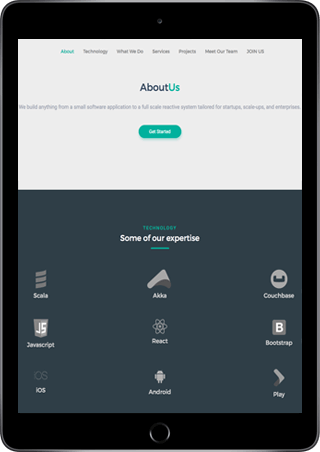 About Technology What We Do Services Projects Meet Our Team JOIN US
AboutUs
We build anything from a small software application to a full scale reactive system tailored for startups, scale-ups, and enterprises.
Get Started
TECHNOLOGY
Some of our expertise
Scala Akka Couchbase
JS
Javascript React B Bootstrap
iOS
iOS Android Play